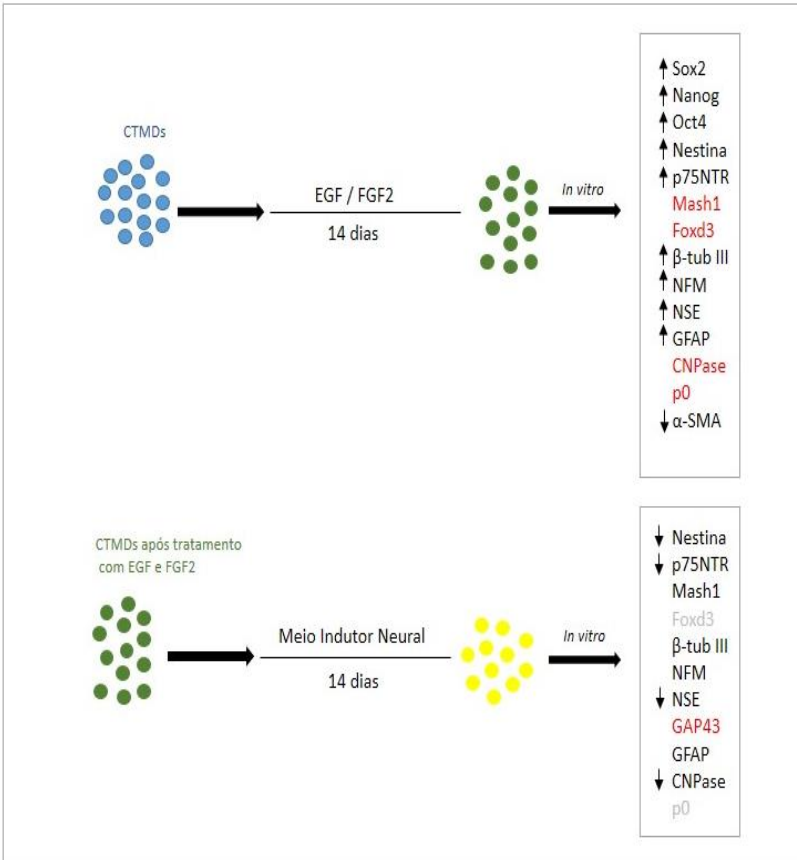 CTMDs
EGF / FGF2
14 dias
In vitro
↑ Sox2
↑ Nanog
↑ Oct4
↑ Nestina
↑ p75NTR
Mash1
Foxd3
↑ β-tub III
↑ NFM
↑ NSE
↑ GFAP
CNPase
p0
↓ α-SMA
CTMDs após tratamento
com EGF e FGF2
Meio Indutor Neural
14 dias
In vitro
↓ Nestina
↓ p75NTR
Mash1
Foxd3
β-tub III
NFM
↓ NSE
GAP43
GFAP
↓ CNPase
p0